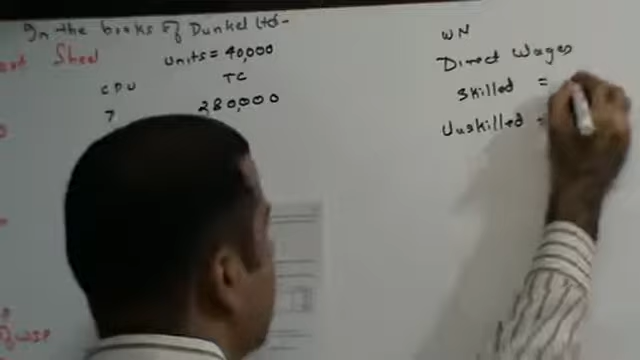 In the books of Dunkel Ltd-
Sheet
units = 40,000
CPU
TC
7
280,000
WN
Direct Wages
Skilled =
Unskilled =